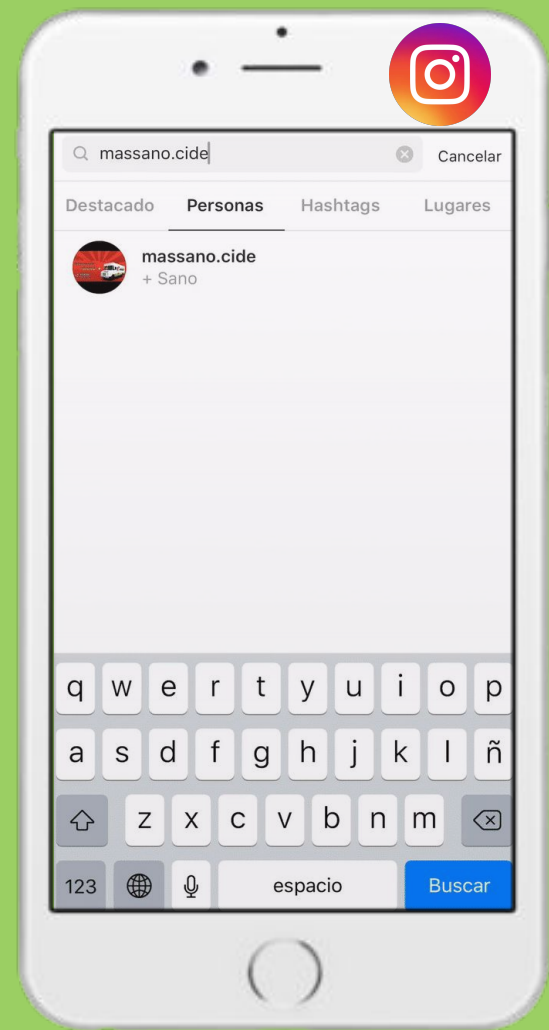 massano.cide
Cancelar
Destacado Personas Hashtags Lugares
massano.cide
+ Sano
q w e r t y u i o p
a s d f g h j k l ñ
z x c v b n m
123 espacio Buscar